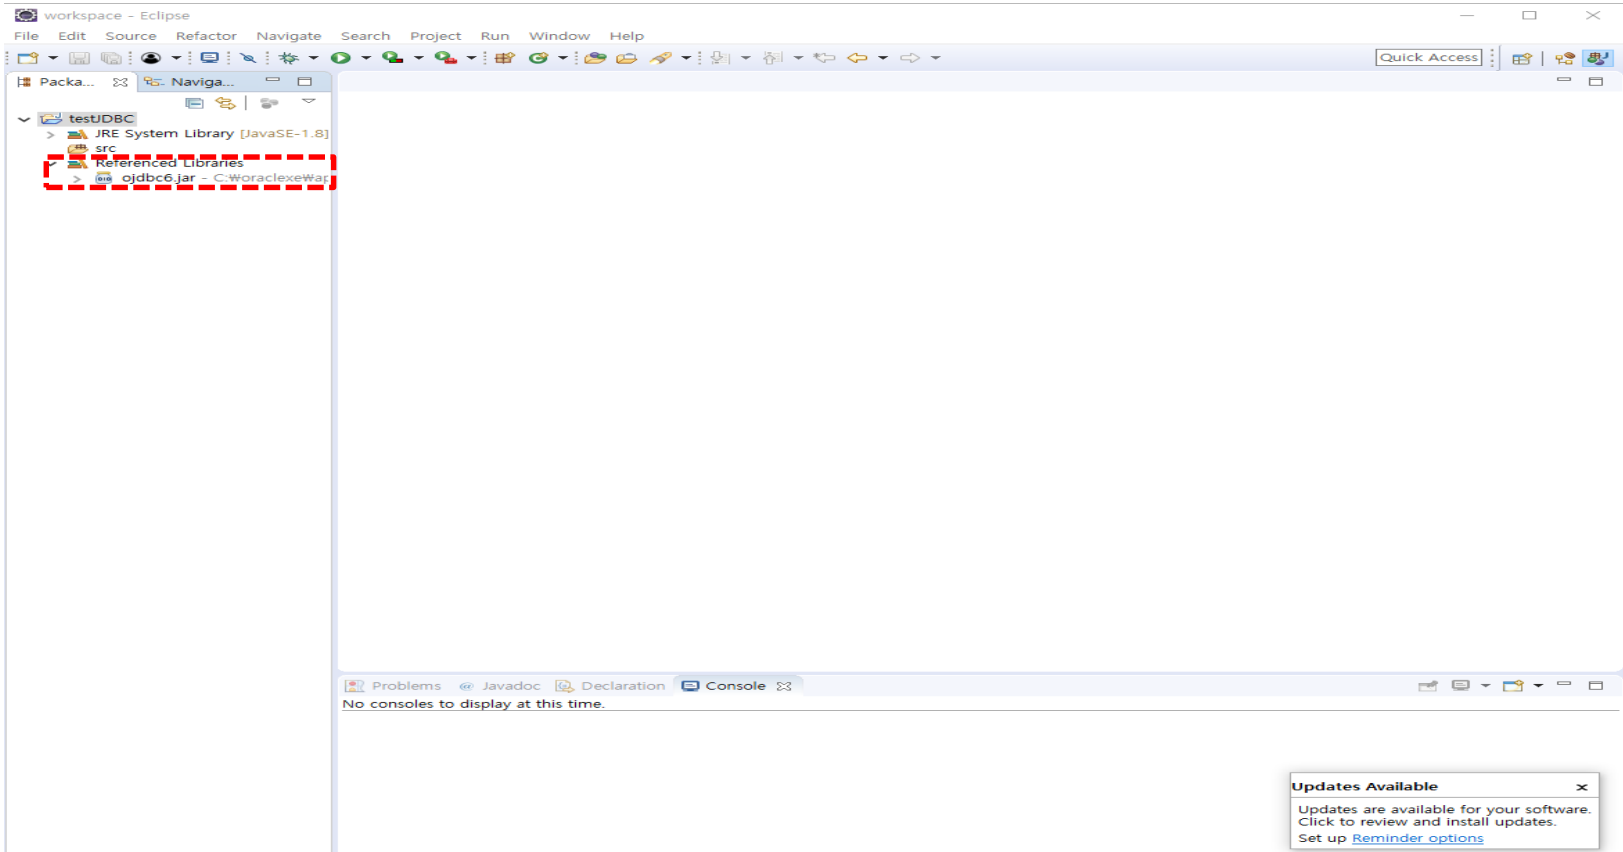 workspace - Eclipse
File Edit Source Refactor Navigate Search Project Run Window Help
Quick Access
Packa... Naviga...
testJDBC
JRE System Library [JavaSE-1.8]
src
Referenced Libraries
ojdbc6.jar - C:₩oraclexe₩ap
Problems @ Javadoc Declaration Console
No consoles to display at this time.
Updates Available x
Updates are available for your software.
Click to review and install updates.
Set up Reminder options